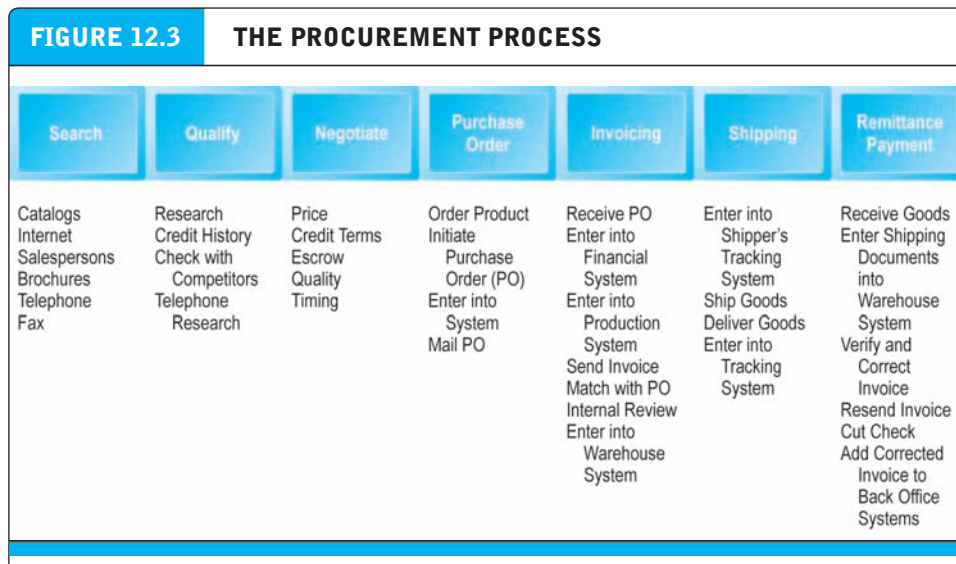 FIGURE 12.3 THE PROCUREMENT PROCESS
Search
Catalogs
Internet
Salespersons
Brochures
Telephone
Fax
Qualify
Research
Credit History
Check with
Competitors
Telephone
Research
Negotiate
Price
Credit Terms
Escrow
Quality
Timing
Purchase
Order
Order Product
Initiate
Purchase
Order (PO)
Enter into
System
Mail PO
Invoicing
Receive PO
Enter into
Financial
System
Enter into
Production
System
Send Invoice
Match with PO
Internal Review
Enter into
Warehouse
System
Shipping
Enter into
Shipper's
Tracking
System
Ship Goods
Deliver Goods
Enter into
Tracking
System
Remittance
Payment
Receive Goods
Enter Shipping
Documents
into
Warehouse
System
Verify and
Correct
Invoice
Resend Invoice
Cut Check
Add Corrected
Invoice to
Back Office
Systems